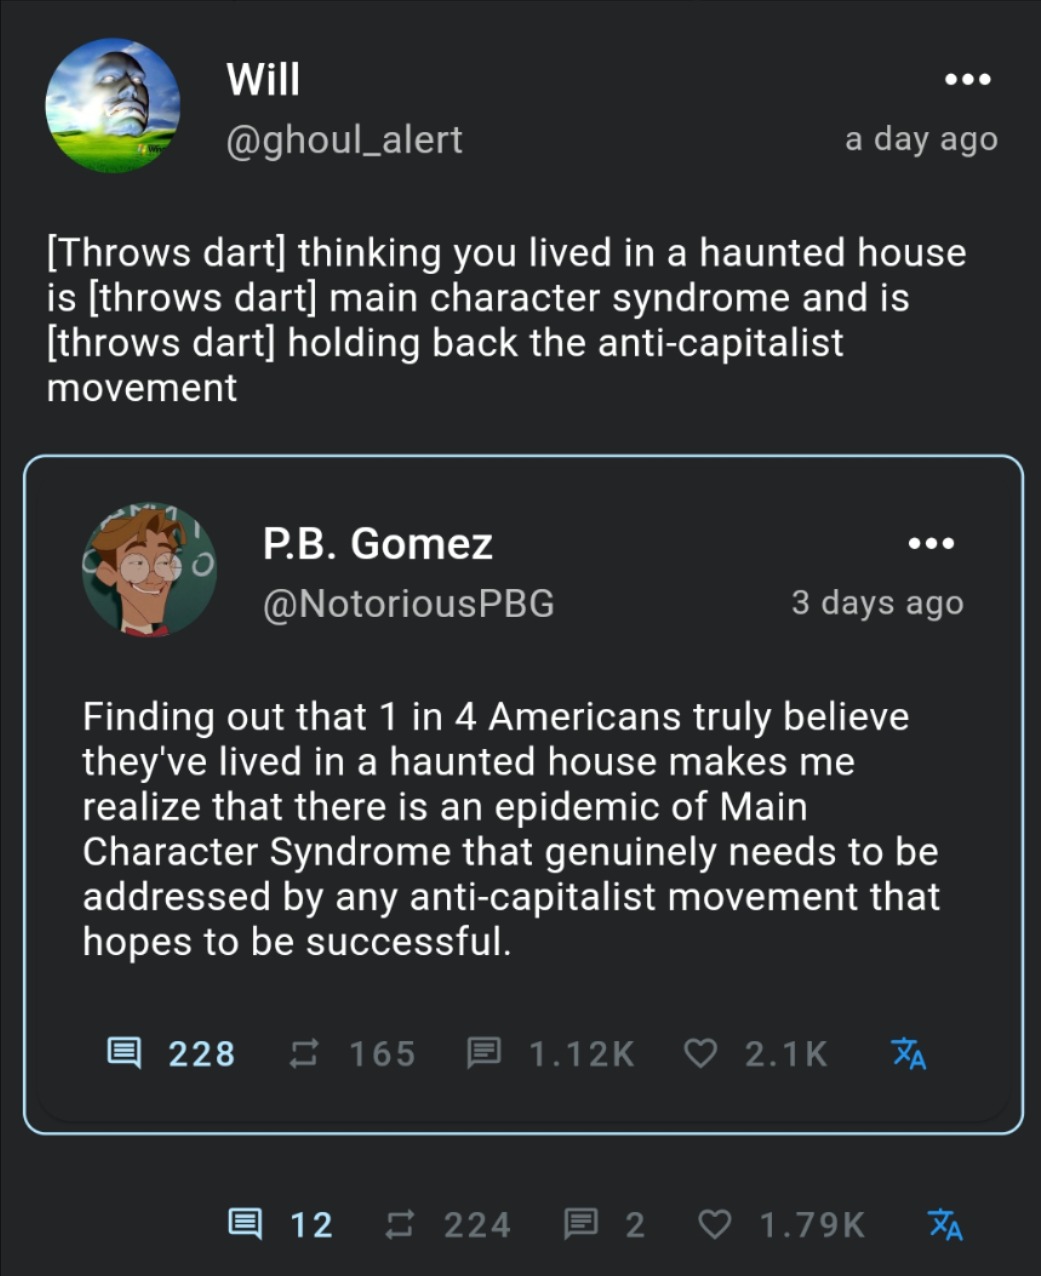 Will
@ghoul_alert
a day ago
[Throws dart] thinking you lived in a haunted house
is [throws dart] main character syndrome and is
[throws dart] holding back the anti-capitalist
movement
P.B. Gomez
@NotoriousPBG
3 days ago
Finding out that 1 in 4 Americans truly believe
they've lived in a haunted house makes me
realize that there is an epidemic of Main
Character Syndrome that genuinely needs to be
addressed by any anti-capitalist movement that
hopes to be successful.
228 165 1.12K 2.1K
12 224 2 1.79K